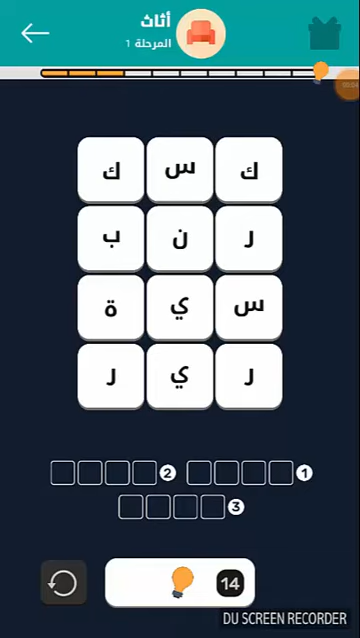 أثاث
المرحلة 1
ك س ك
ر ن ب
س ي ة
ر ي ر
1 2
3
14
DU SCREEN RECORDER